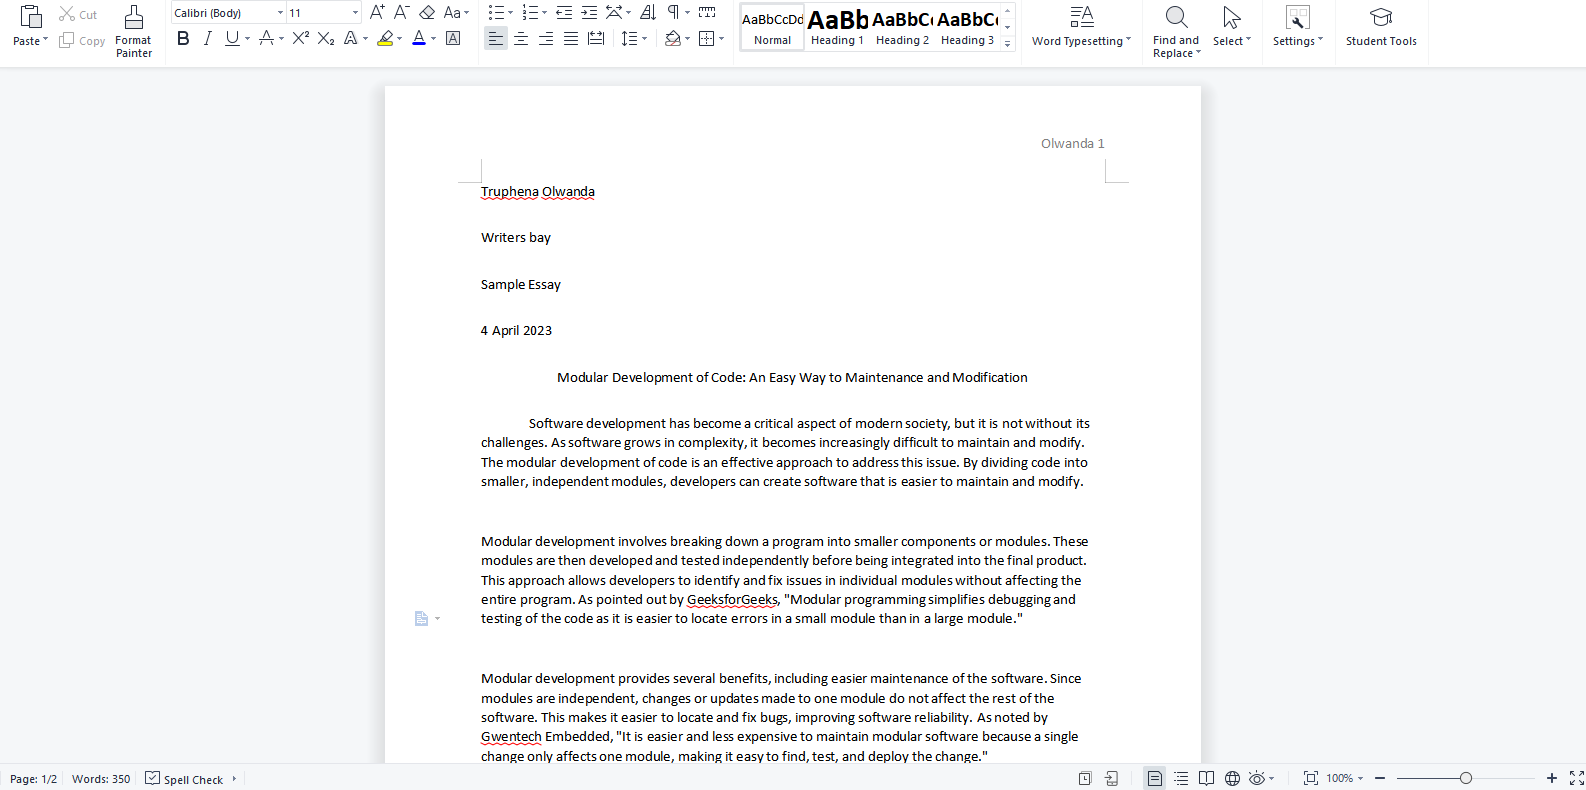 Paste
Cut
Copy
Format
Painter
Calibri (Body)
11
AaBbCcDd
Normal
AaBb
Heading 1
AaBbC
Heading 2
AaBbC
Heading 3
Word Typesetting
Find and
Replace
Select
Settings
Student Tools
Olwanda 1
Truphena Olwanda
Writers bay
Sample Essay
4 April 2023
Modular Development of Code: An Easy Way to Maintenance and Modification
Software development has become a critical aspect of modern society, but it is not without its
challenges. As software grows in complexity, it becomes increasingly difficult to maintain and modify.
The modular development of code is an effective approach to address this issue. By dividing code into
smaller, independent modules, developers can create software that is easier to maintain and modify.
Modular development involves breaking down a program into smaller components or modules. These
modules are then developed and tested independently before being integrated into the final product.
This approach allows developers to identify and fix issues in individual modules without affecting the
entire program. As pointed out by GeeksforGeeks, "Modular programming simplifies debugging and
testing of the code as it is easier to locate errors in a small module than in a large module."
Modular development provides several benefits, including easier maintenance of the software. Since
modules are independent, changes or updates made to one module do not affect the rest of the
software. This makes it easier to locate and fix bugs, improving software reliability. As noted by
Gwentech Embedded, "It is easier and less expensive to maintain modular software because a single
change only affects one module, making it easy to find, test, and deploy the change."
Page: 1/2 Words: 350 Spell Check 100%